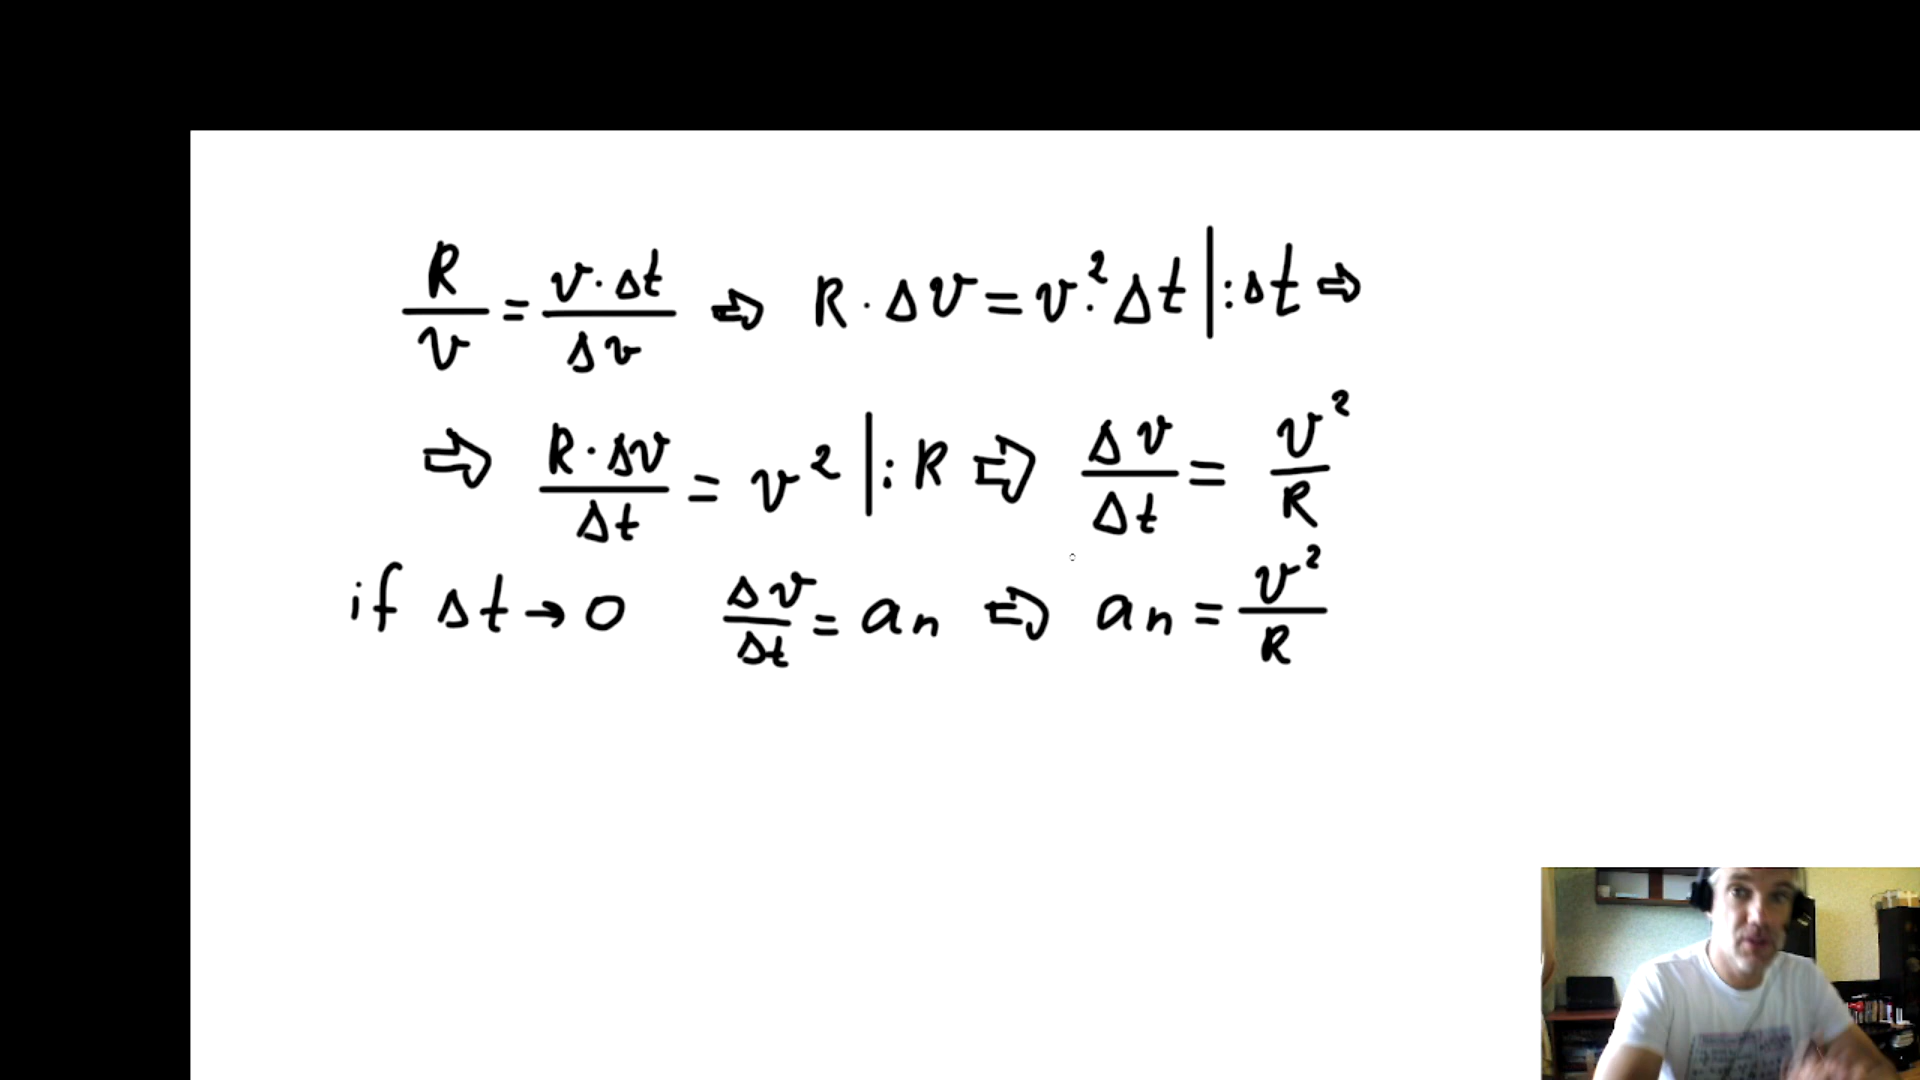 R/v = v·Δt/Δv ⇨ R·Δv = v²·Δt |:Δt ⇨
⇨ R·Δv/Δt = v² |:R ⇨ Δv/Δt = v²/R
if Δt→0 Δv/Δt = an ⇨ an = v²/R